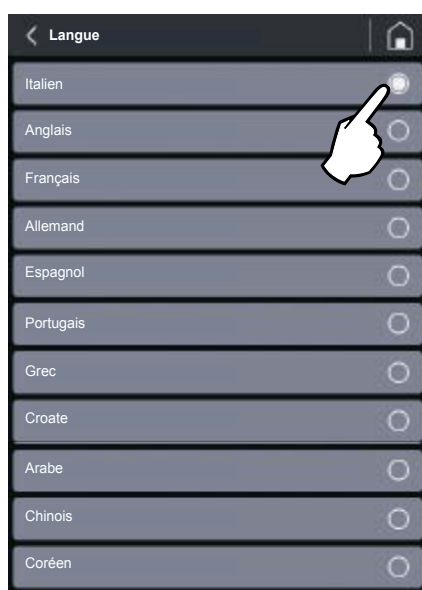 Langue
Italien
Anglais
Français
Allemand
Espagnol
Portugais
Grec
Croate
Arabe
Chinois
Coréen